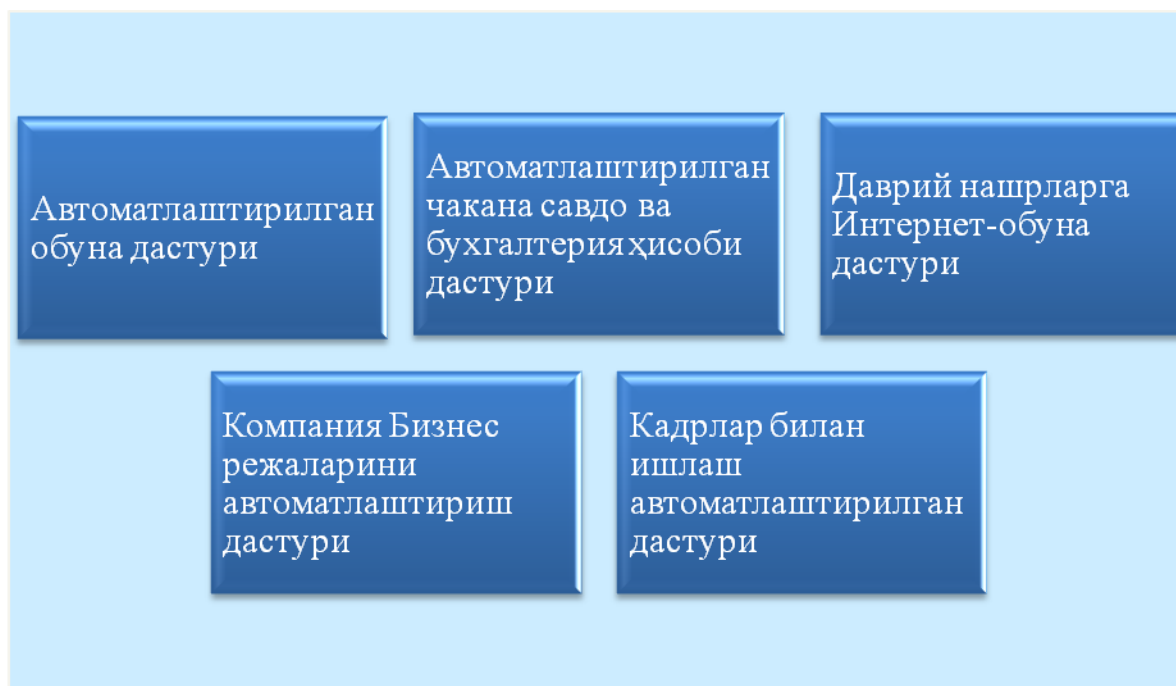 Автоматлаштирилган
обуна дастури
Автоматлаштирилган
чакана савдо ва
бухгалтерия ҳисоби
дастури
Даврий нашрларга
Интернет-обуна
дастури
Компания Бизнес
режаларини
автоматлаштириш
дастури
Кадрлар билан
ишлаш
автоматлаштирилган
дастури